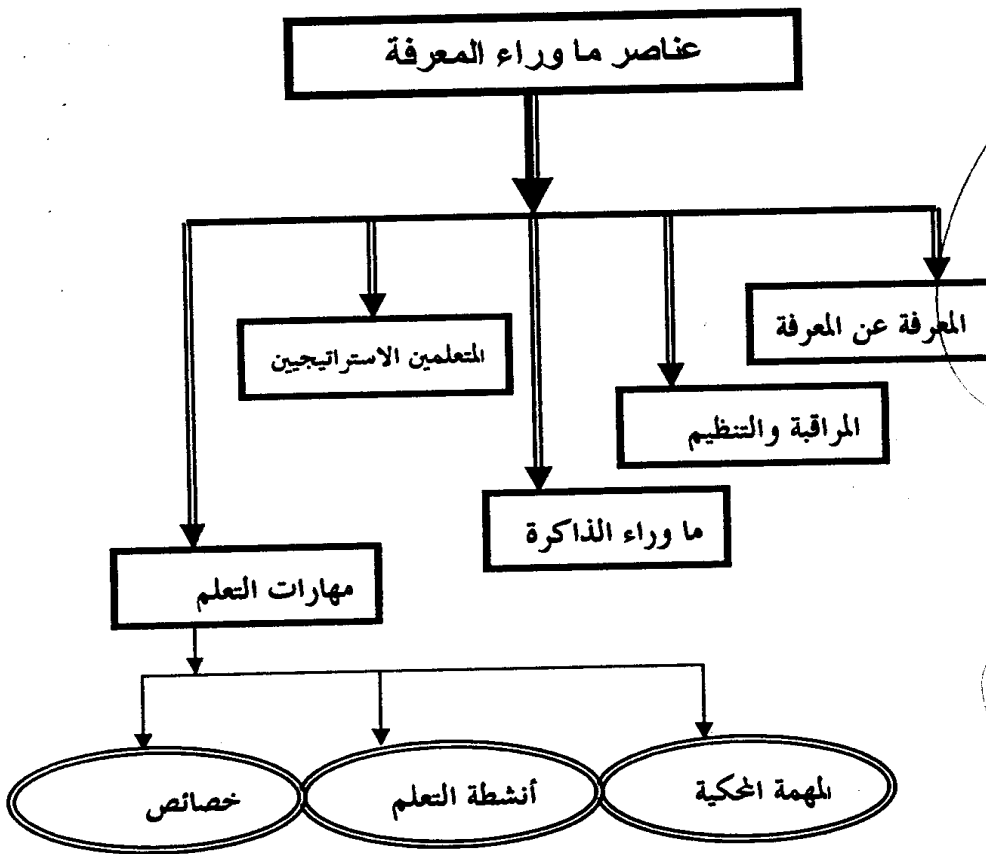 عناصر ما وراء المعرفة
المعرفة عن المعرفة
المتعلمين الاستراتيجيين
المراقبة والتنظيم
ما وراء الذاكرة
مهارات التعلم
المهمة المحكية
أنشطة التعلم
خصائص